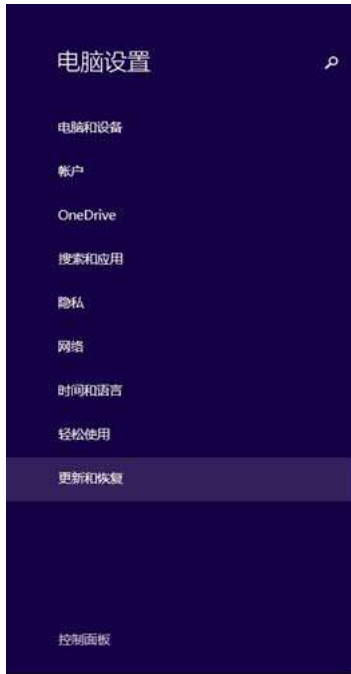 电脑设置
电脑和设备
帐户
OneDrive
搜索和应用
隐私
网络
时间和语言
轻松使用
更新和恢复
控制面板